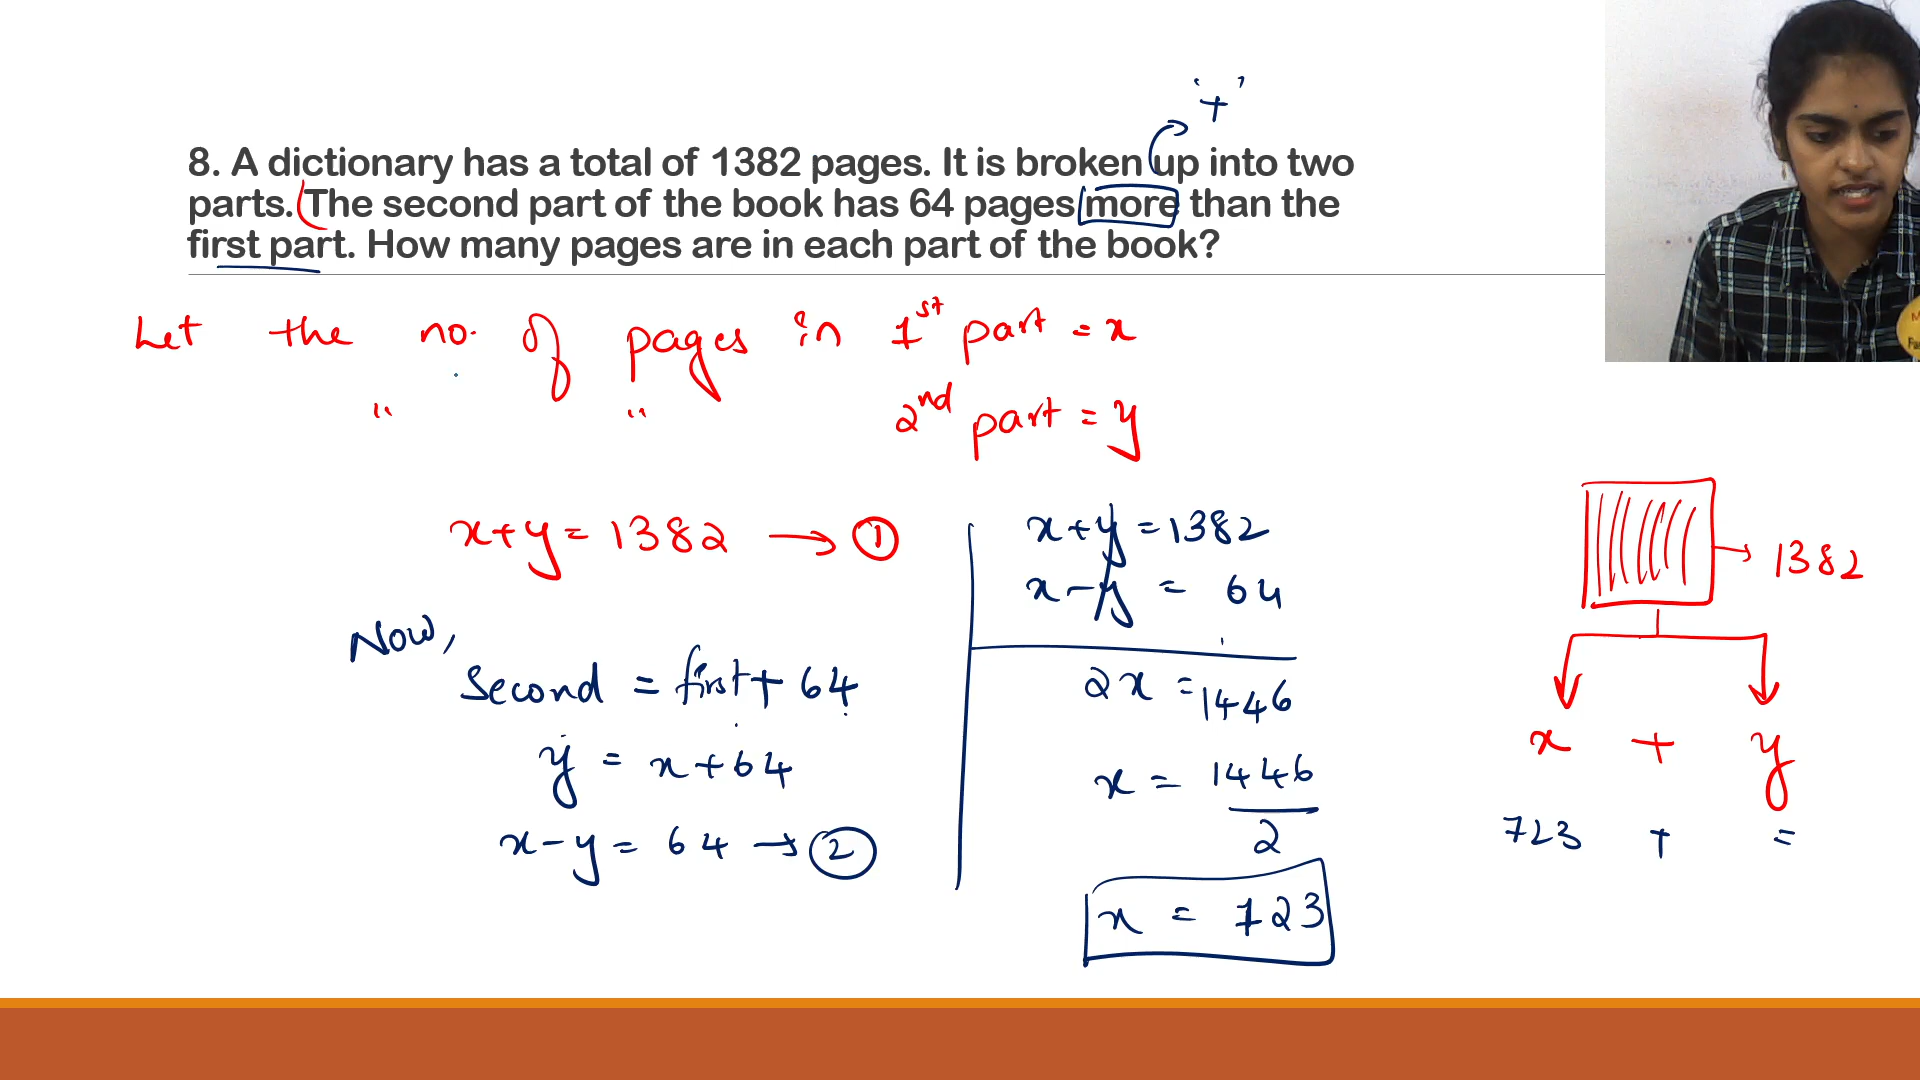 ‘+’
8. A dictionary has a total of 1382 pages. It is broken up into two
parts. The second part of the book has 64 pages more than the
first part. How many pages are in each part of the book?
Let the no. of pages in 1st part = x
" " 2nd part = y
x+y = 1382 → ①
Now,
Second = first + 64
y = x+64
x-y = 64 → ②
x+y = 1382
x-y = 64
2x = 1446
x = 1446
2
x = 723
1382
x + y
723 + =